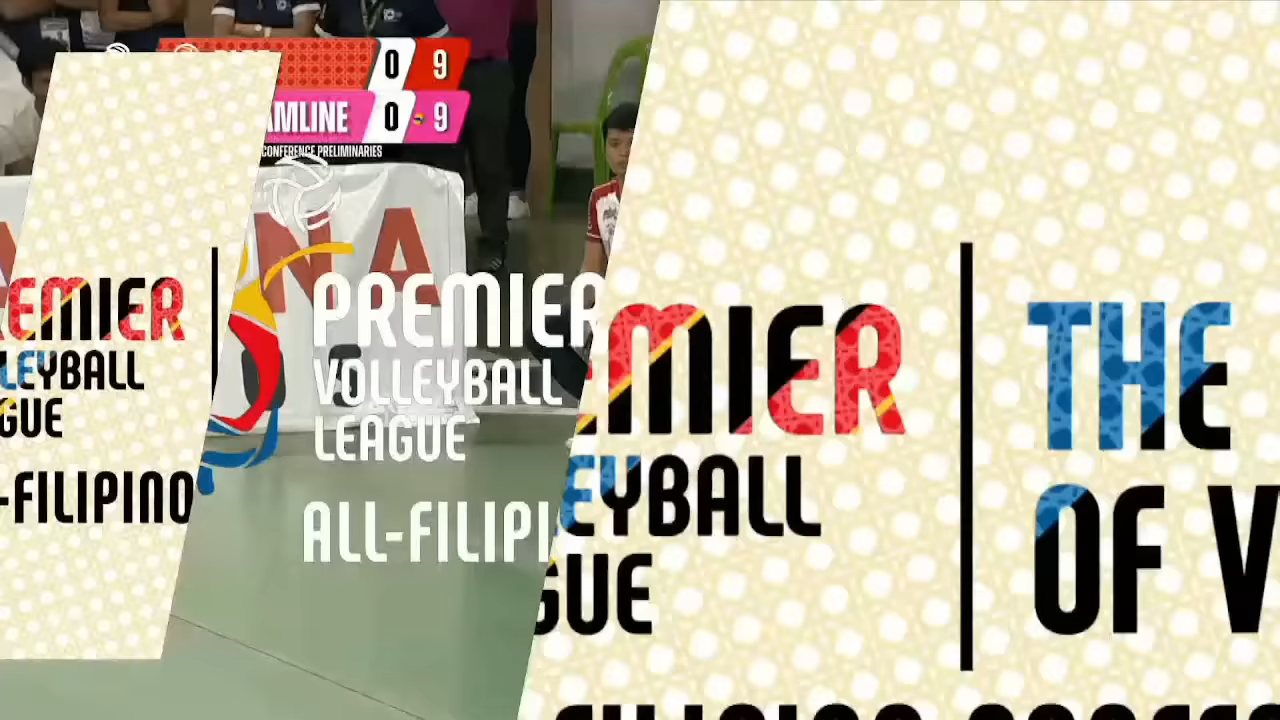 0 9
AMLINE 0 9
CONFERENCE PRELIMINARIES
NA
EMIER
LEYBALL
GUE
-FILIPINO
PREMIER
VOLLEYBALL
LEAGUE
ALL-FILIPI
EMIER
EYBALL
GUE
THE
OF V